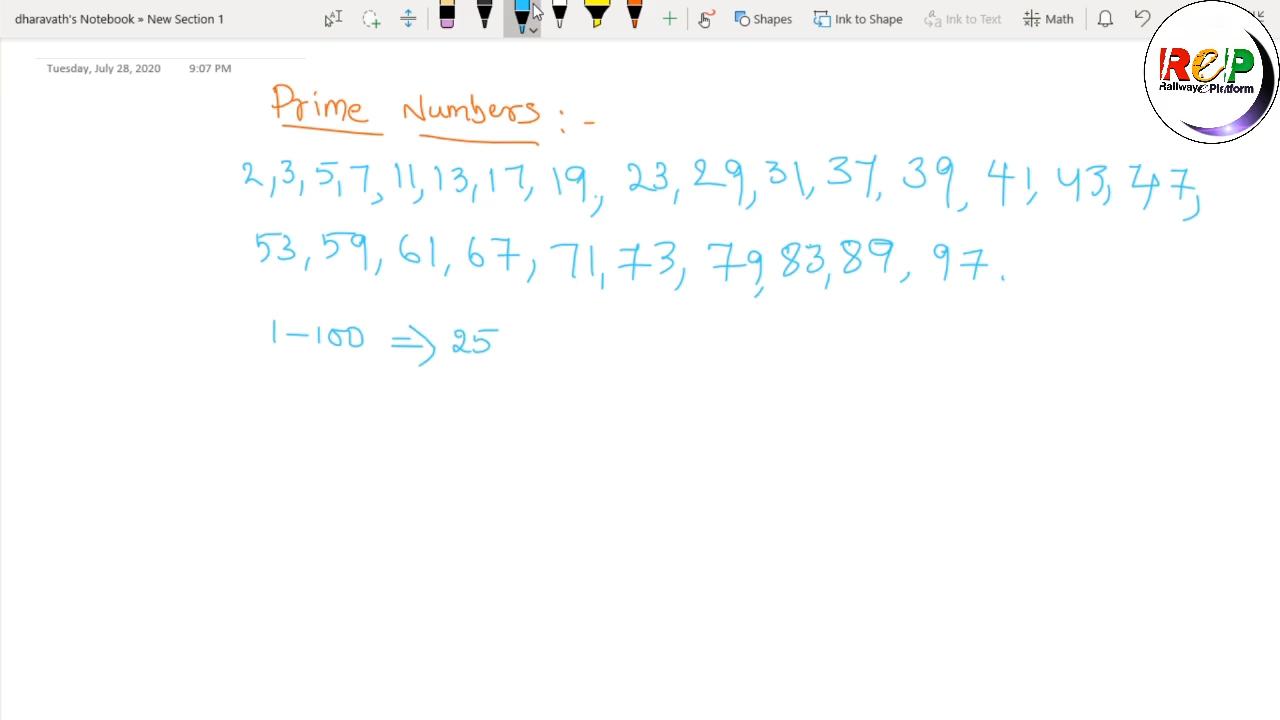 dharavath's Notebook » New Section 1
Shapes Ink to Shape Ink to Text Math
Tuesday, July 28, 2020 9:07 PM
ReP
Railways Platform
Prime Numbers :-
2,3,5,7,11,13,17,19, 23,29,31,37,39,41,43,47,
53,59,61,67,71,73,79,83,89,97.
1-100 ⇒ 25